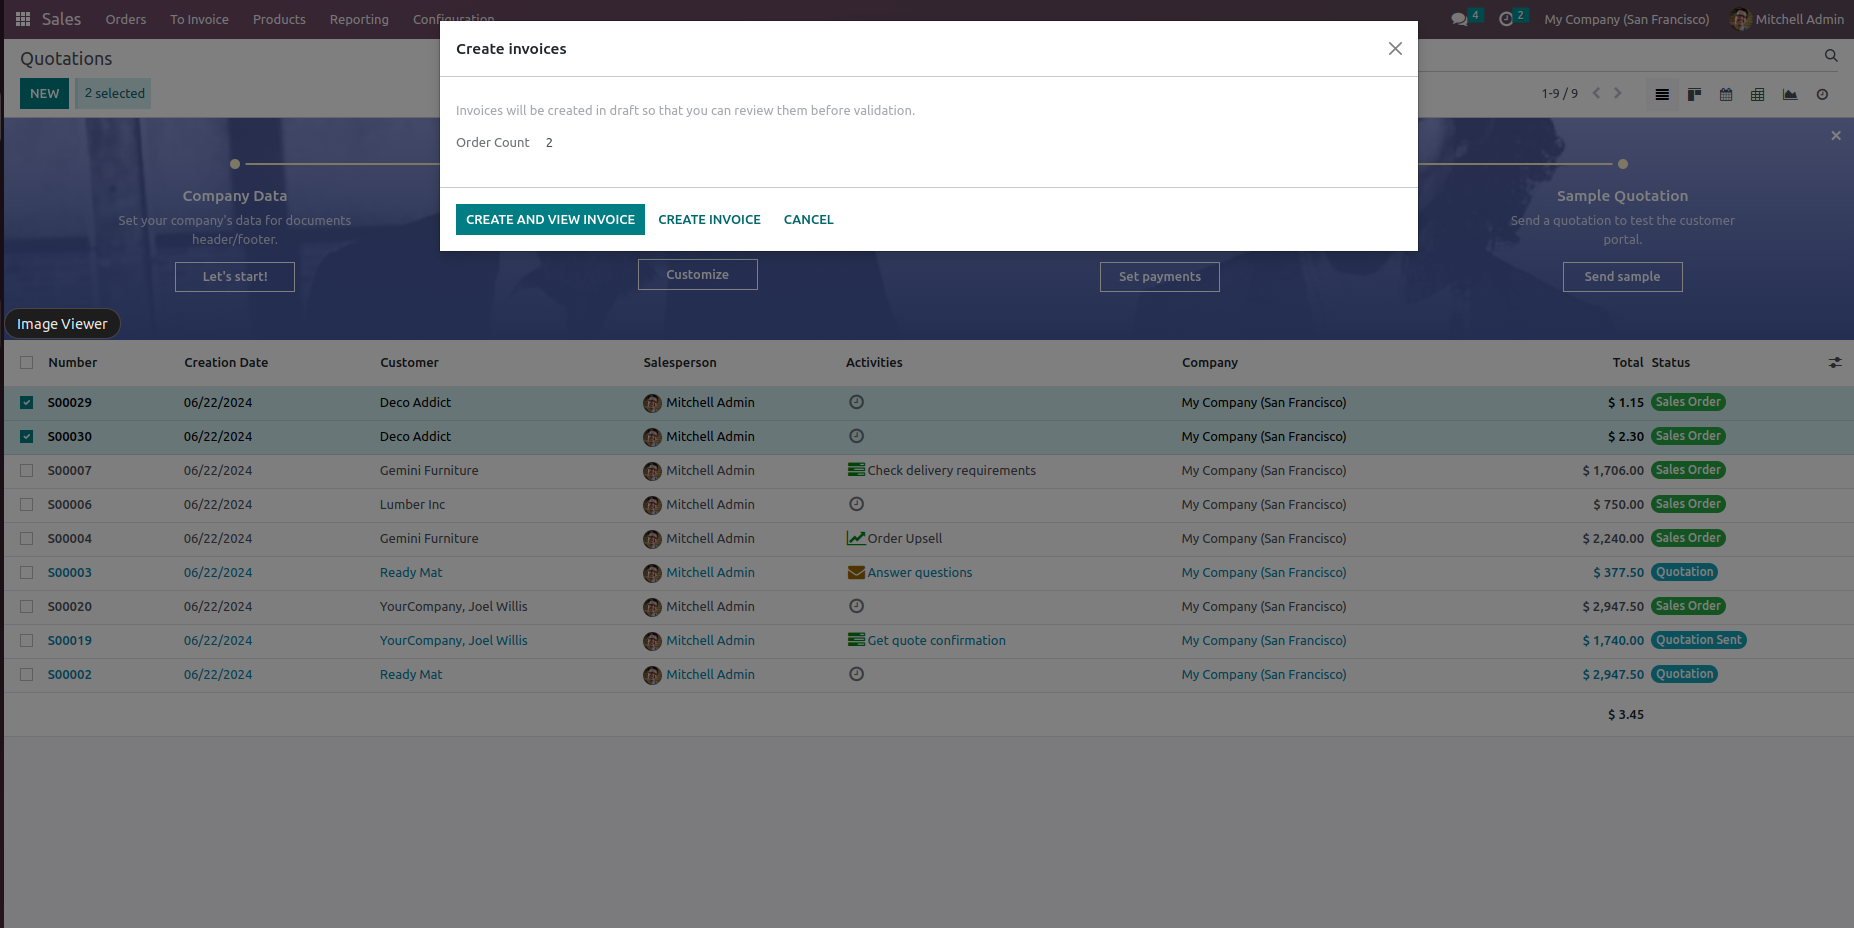 Sales Orders To Invoice Products Reporting Configuration 4 2 My Company (San Francisco) Mitchell Admin
Create invoices
Quotations
NEW 2 selected 1-9 / 9
Invoices will be created in draft so that you can review them before validation.
Order Count 2
CREATE AND VIEW INVOICE CREATE INVOICE CANCEL
Company Data
Set your company's data for documents
header/footer.
Let's start!
Customize
Set payments
Sample Quotation
Send a quotation to test the customer
portal.
Send sample
Image Viewer
Number Creation Date Customer Salesperson Activities Company Total Status
S00029 06/22/2024 Deco Addict Mitchell Admin My Company (San Francisco) $ 1.15 Sales Order
S00030 06/22/2024 Deco Addict Mitchell Admin My Company (San Francisco) $ 2.30 Sales Order
S00007 06/22/2024 Gemini Furniture Mitchell Admin Check delivery requirements My Company (San Francisco) $ 1,706.00 Sales Order
S00006 06/22/2024 Lumber Inc Mitchell Admin My Company (San Francisco) $ 750.00 Sales Order
S00004 06/22/2024 Gemini Furniture Mitchell Admin Order Upsell My Company (San Francisco) $ 2,240.00 Sales Order
S00003 06/22/2024 Ready Mat Mitchell Admin Answer questions My Company (San Francisco) $ 377.50 Quotation
S00020 06/22/2024 YourCompany, Joel Willis Mitchell Admin My Company (San Francisco) $ 2,947.50 Sales Order
S00019 06/22/2024 YourCompany, Joel Willis Mitchell Admin Get quote confirmation My Company (San Francisco) $ 1,740.00 Quotation Sent
S00002 06/22/2024 Ready Mat Mitchell Admin My Company (San Francisco) $ 2,947.50 Quotation
$ 3.45